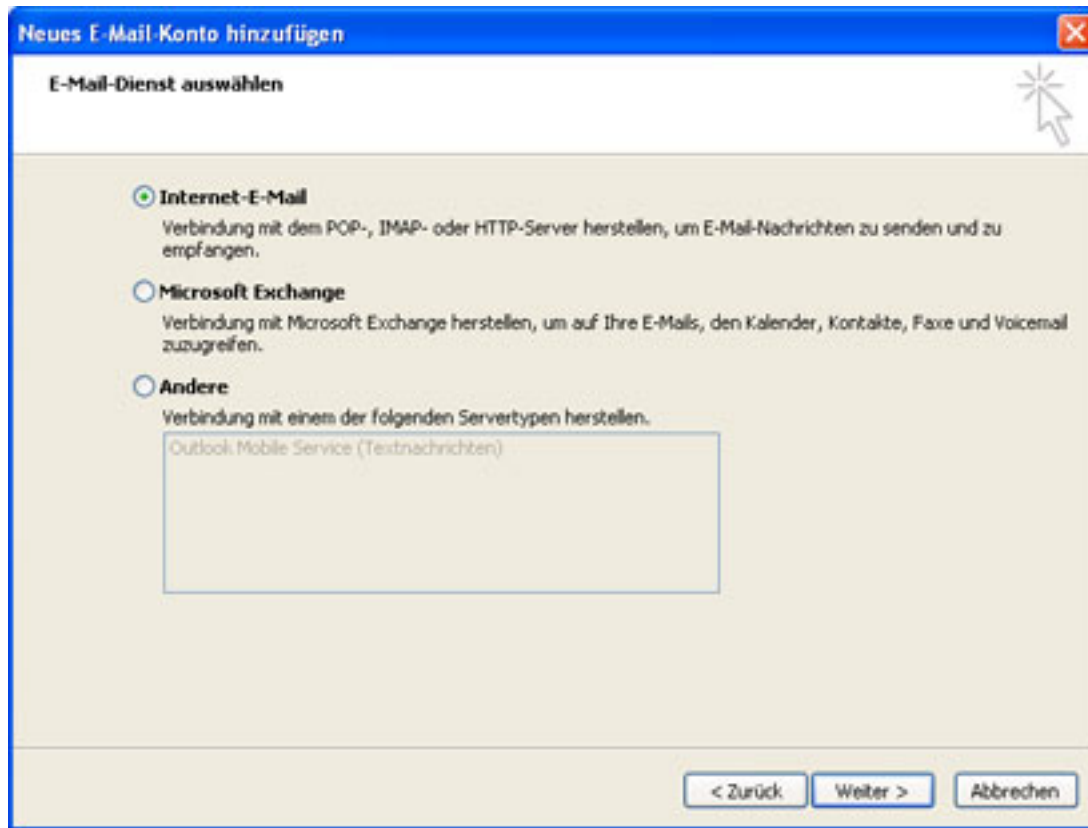 Neues E-Mail-Konto hinzufügen
E-Mail-Dienst auswählen
Internet-E-Mail
Verbindung mit dem POP-, IMAP- oder HTTP-Server herstellen, um E-Mail-Nachrichten zu senden und zu
empfangen.
Microsoft Exchange
Verbindung mit Microsoft Exchange herstellen, um auf Ihre E-Mails, den Kalender, Kontakte, Faxe und Voicemail
zuzugreifen.
Andere
Verbindung mit einem der folgenden Servertypen herstellen.
Outlook Mobile Service (Textnachrichten)
< Zurück Weiter > Abbrechen